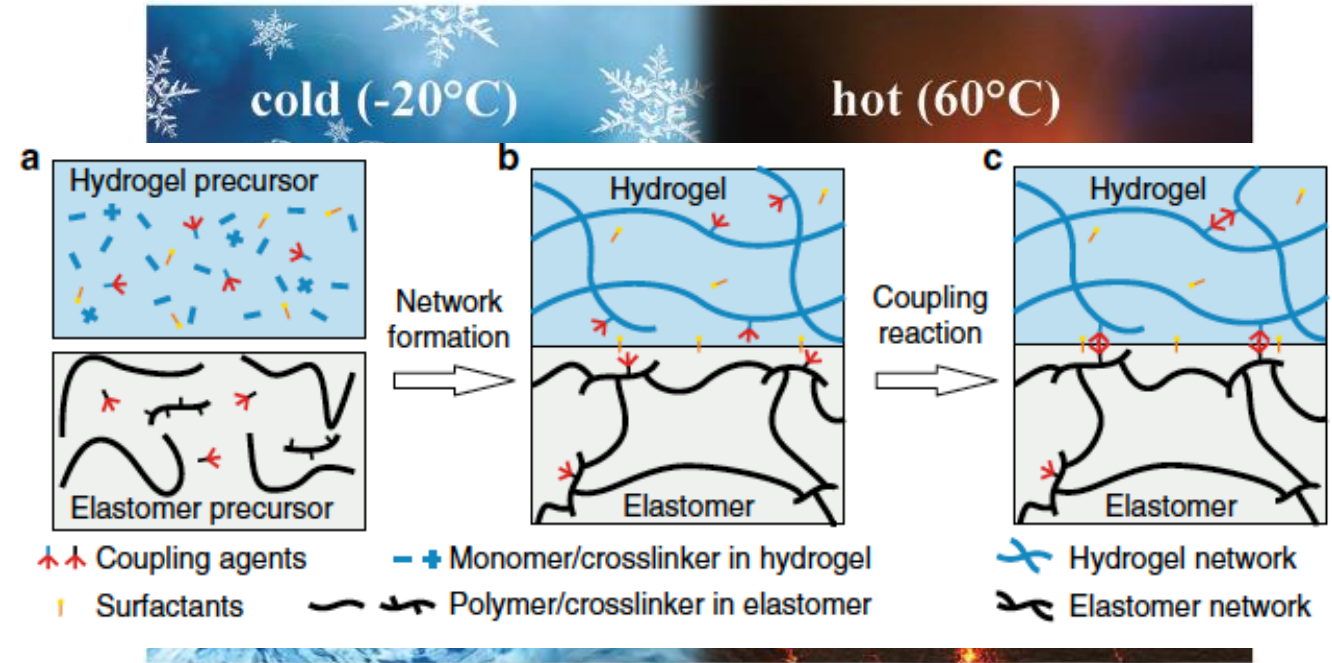 cold (-20°C)
hot (60°C)
a
b
c
Hydrogel precursor
Elastomer precursor
Network
formation
Hydrogel
Elastomer
Coupling
reaction
Hydrogel
Elastomer
Coupling agents
Monomer/crosslinker in hydrogel
Hydrogel network
Surfactants
Polymer/crosslinker in elastomer
Elastomer network